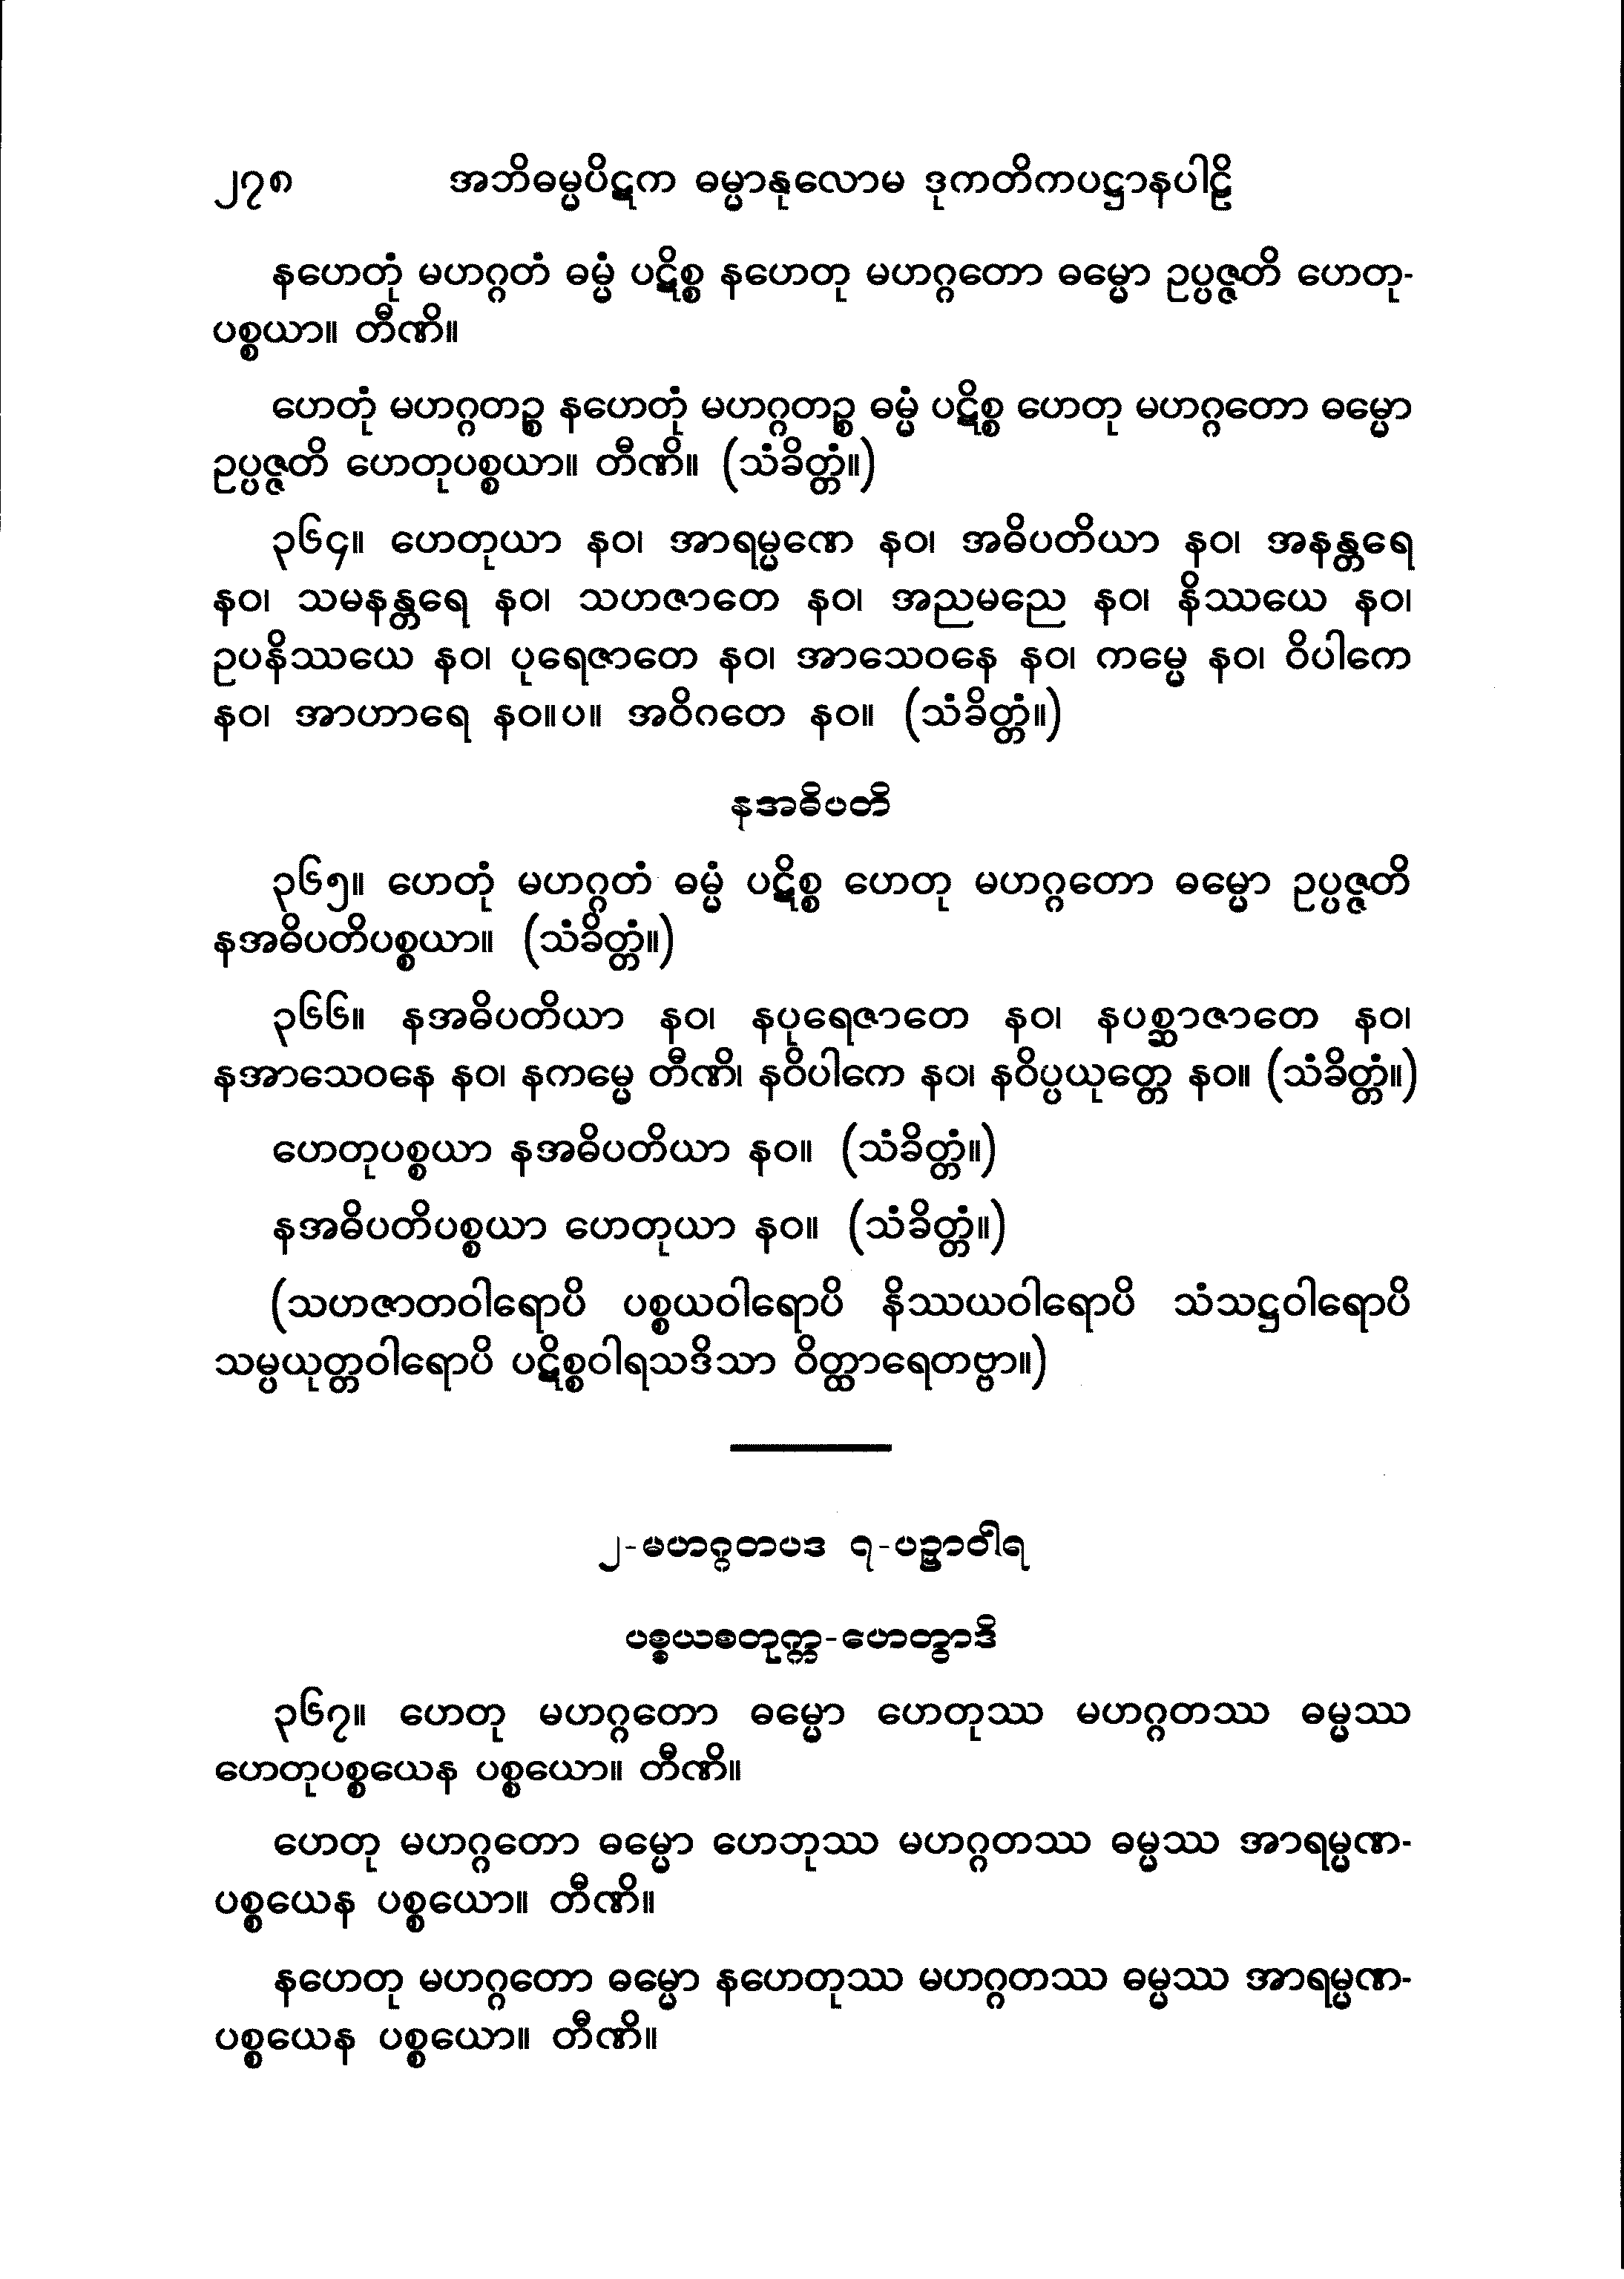 ၂၇၈ အဘိဓမ္မပိဋက ဓမ္မာနုလောမ ဒုကတိကပဋ္ဌာနပါဠိ
နဟေတုံ မဟဂ္ဂတံ ဓမ္မံ ပဋိစ္စ နဟေတု မဟဂ္ဂတော ဓမ္မော ဥပ္ပဇ္ဇတိ ဟေတု-
ပစ္စယာ။ တီဏိ။
ဟေတုံ မဟဂ္ဂတဉ္စ နဟေတုံ မဟဂ္ဂတဉ္စ ဓမ္မံ ပဋိစ္စ ဟေတု မဟဂ္ဂတော ဓမ္မော
ဥပ္ပဇ္ဇတိ ဟေတုပစ္စယာ။ တီဏိ။ (သံခိတ္တံ။)
၃၆၄။ ဟေတုယာ နဝ၊ အာရမ္မဏေ နဝ၊ အဓိပတိယာ နဝ၊ အနန္တရေ
နဝ၊ သမနန္တရေ နဝ၊ သဟဇာတေ နဝ၊ အညမညေ နဝ၊ နိဿယေ နဝ၊
ဥပနိဿယေ နဝ၊ ပုရေဇာတေ နဝ၊ အာသေဝနေ နဝ၊ ကမ္မေ နဝ၊ ဝိပါကေ
နဝ၊ အာဟာရေ နဝ။ပ။ အဝိဂတေ နဝ။ (သံခိတ္တံ။)
နအဓိပတိ
၃၆၅။ ဟေတုံ မဟဂ္ဂတံ ဓမ္မံ ပဋိစ္စ ဟေတု မဟဂ္ဂတော ဓမ္မော ဥပ္ပဇ္ဇတိ
နအဓိပတိပစ္စယာ။ (သံခိတ္တံ။)
၃၆၆။ နအဓိပတိယာ နဝ၊ နပုရေဇာတေ နဝ၊ နပစ္ဆာဇာတေ နဝ၊
နအာသေဝနေ နဝ၊ နကမ္မေ တီဏိ၊ နဝိပါကေ နပ၊ နဝိပ္ပယုတ္တေ နဝ။ (သံခိတ္တံ။)
ဟေတုပစ္စယာ နအဓိပတိယာ နဝ။ (သံခိတ္တံ။)
နအဓိပတိပစ္စယာ ဟေတုယာ နဝ။ (သံခိတ္တံ။)
(သဟဇာတဝါရောပိ ပစ္စယဝါရောပိ နိဿယဝါရောပိ သံသဋ္ဌဝါရောပိ
သမ္ပယုတ္တဝါရောပိ ပဋိစ္စဝါရသဒိသာ ဝိတ္ထာရေတဗ္ဗာ။)
၂-မဟဂ္ဂတပဒ ၇-ပဉှာဝါရ
ပစ္စယစတုက္က-ဟေတွာဒိ
၃၆၇။ ဟေတု မဟဂ္ဂတော ဓမ္မော ဟေတုဿ မဟဂ္ဂတဿ ဓမ္မဿ
ဟေတုပစ္စယေန ပစ္စယော။ တီဏိ။
ဟေတု မဟဂ္ဂတော ဓမ္မော ဟေဘုဿ မဟဂ္ဂတဿ ဓမ္မဿ အာရမ္မဏ-
ပစ္စယေန ပစ္စယော။ တီဏိ။
နဟေတု မဟဂ္ဂတော ဓမ္မော နဟေတုဿ မဟဂ္ဂတဿ ဓမ္မဿ အာရမ္မဏ-
ပစ္စယေန ပစ္စယော။ တီဏိ။